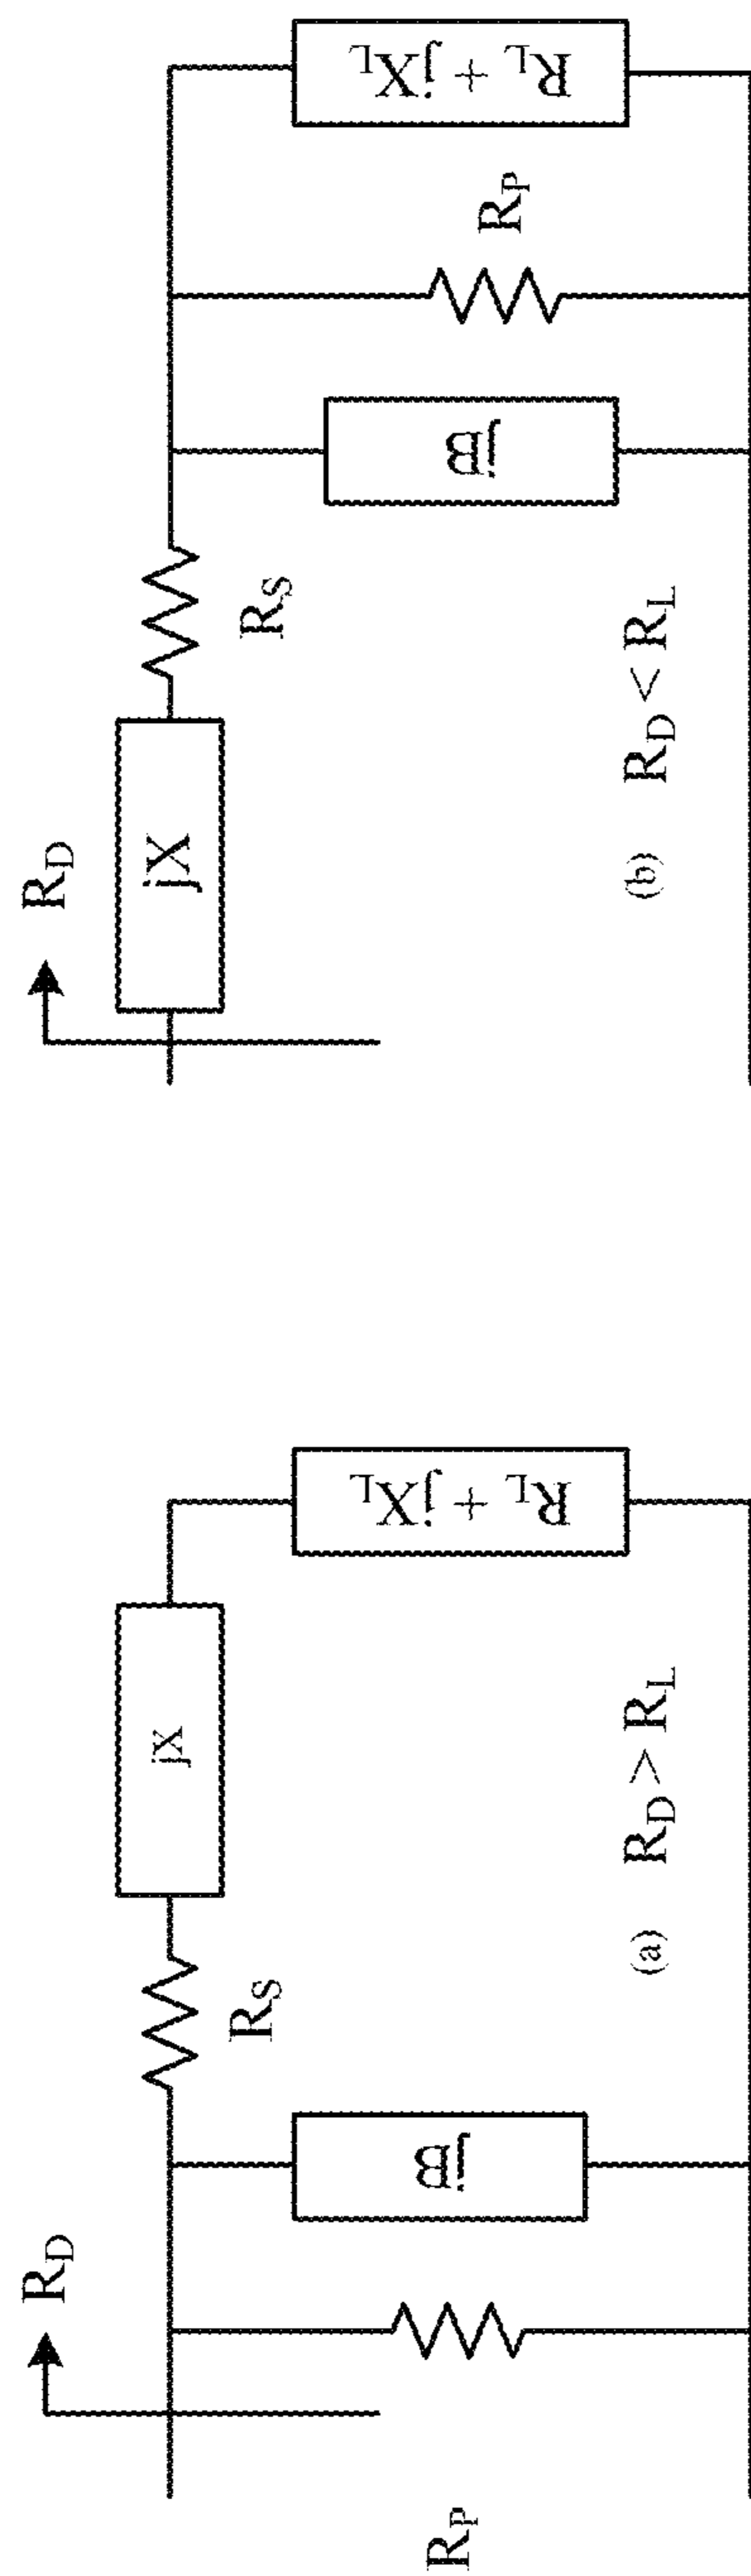 R_D
R_P
jB
R_S
jX
R_L + jX_L
(a) R_D > R_L
R_D
jX
R_S
jB
R_P
R_L + jX_L
(b) R_D < R_L